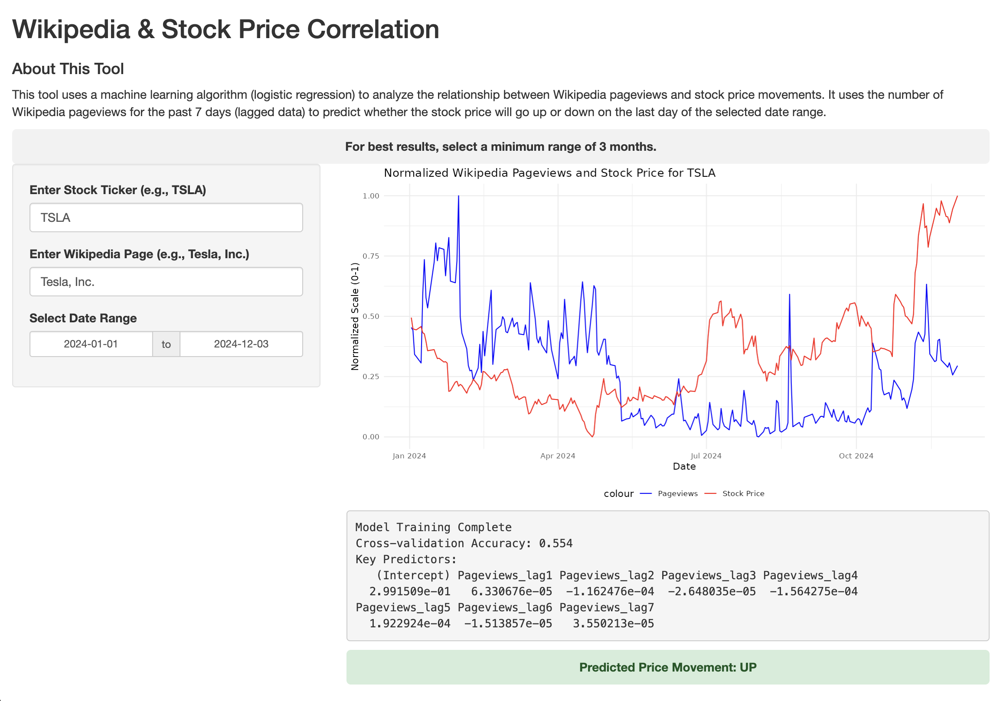 Wikipedia & Stock Price Correlation
About This Tool
This tool uses a machine learning algorithm (logistic regression) to analyze the relationship between Wikipedia pageviews and stock price movements. It uses the number of
Wikipedia pageviews for the past 7 days (lagged data) to predict whether the stock price will go up or down on the last day of the selected date range.
For best results, select a minimum range of 3 months.
Enter Stock Ticker (e.g., TSLA)
TSLA
Enter Wikipedia Page (e.g., Tesla, Inc.)
Tesla, Inc.
Select Date Range
2024-01-01 to 2024-12-03
Normalized Wikipedia Pageviews and Stock Price for TSLA
Normalized Scale (0-1)
1.00
0.75
0.50
0.25
0.00
Jan 2024 Apr 2024 Jul 2024 Oct 2024
Date
colour Pageviews Stock Price
Model Training Complete
Cross-validation Accuracy: 0.554
Key Predictors:
(Intercept) Pageviews_lag1 Pageviews_lag2 Pageviews_lag3 Pageviews_lag4
2.991509e-01 6.330676e-05 -1.162476e-04 -2.648035e-05 -1.564275e-04
Pageviews_lag5 Pageviews_lag6 Pageviews_lag7
1.922924e-04 -1.513857e-05 3.550213e-05
Predicted Price Movement: UP